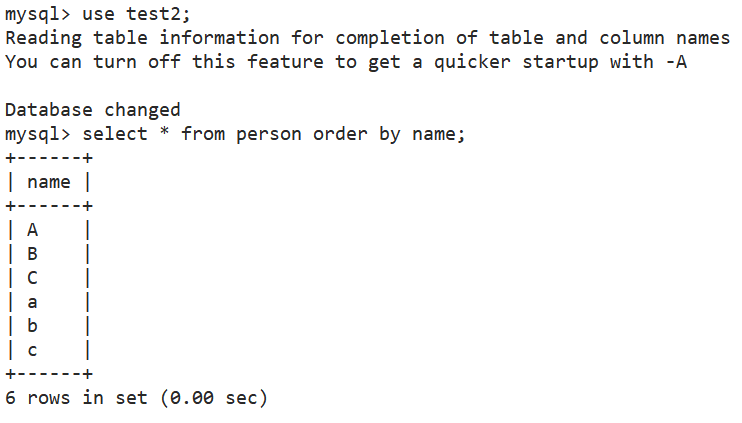 mysql> use test2;
Reading table information for completion of table and column names
You can turn off this feature to get a quicker startup with -A

Database changed
mysql> select * from person order by name;
+------+
| name |
+------+
| A    |
| B    |
| C    |
| a    |
| b    |
| c    |
+------+
6 rows in set (0.00 sec)